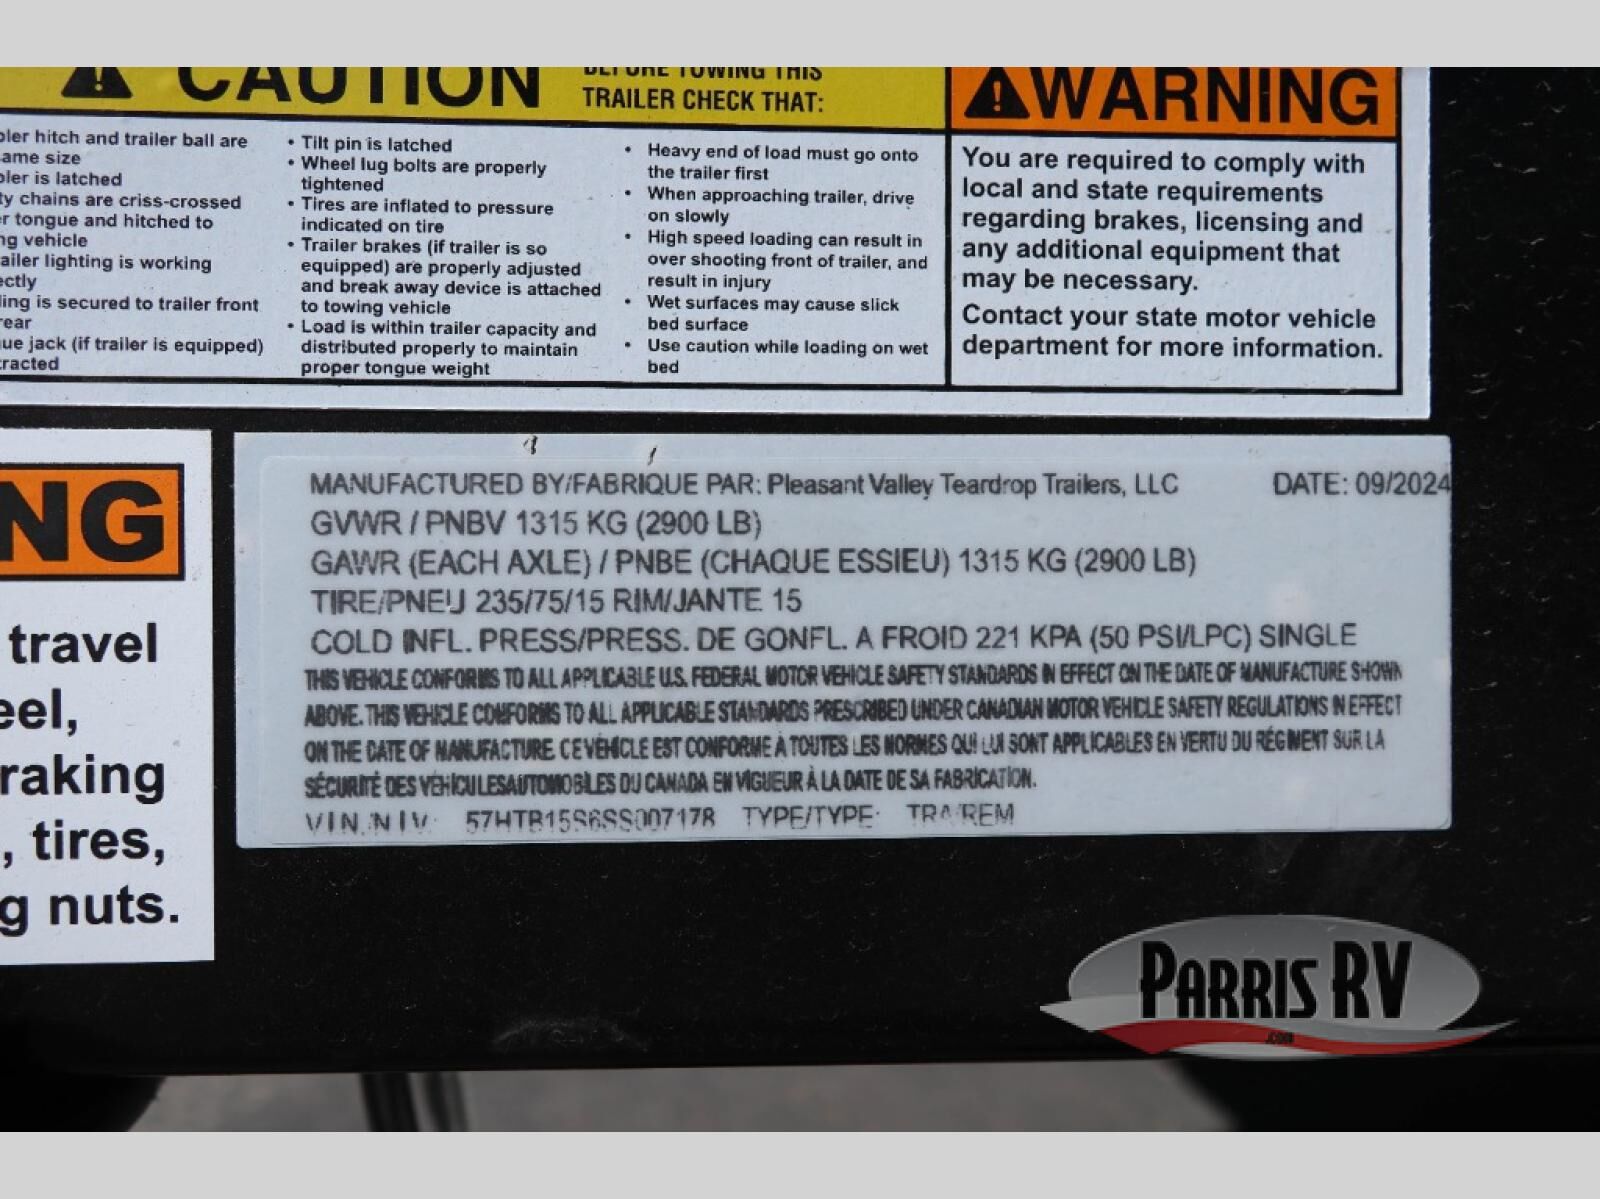 CAUTION
BEFORE TOWING THIS
TRAILER CHECK THAT:
WARNING
pler hitch and trailer ball are
ame size
pler is latched
ty chains are criss-crossed
er tongue and hitched to
ng vehicle
ailer lighting is working
ectly
ding is secured to trailer front
rear
ue jack (if trailer is equipped)
tracted
• Tilt pin is latched
• Wheel lug bolts are properly
tightened
• Tires are inflated to pressure
indicated on tire
• Trailer brakes (if trailer is so
equipped) are properly adjusted
and break away device is attached
to towing vehicle
• Load is within trailer capacity and
distributed properly to maintain
proper tongue weight
• Heavy end of load must go onto
the trailer first
• When approaching trailer, drive
on slowly
• High speed loading can result in
over shooting front of trailer, and
result in injury
• Wet surfaces may cause slick
bed surface
• Use caution while loading on wet
bed
You are required to comply with
local and state requirements
regarding brakes, licensing and
any additional equipment that
may be necessary.
Contact your state motor vehicle
department for more information.
NG
travel
eel,
raking
, tires,
g nuts.
MANUFACTURED BY/FABRIQUE PAR: Pleasant Valley Teardrop Trailers, LLC DATE: 09/2024
GVWR / PNBV 1315 KG (2900 LB)
GAWR (EACH AXLE) / PNBE (CHAQUE ESSIEU) 1315 KG (2900 LB)
TIRE/PNEU 235/75/15 RIM/JANTE 15
COLD INFL. PRESS/PRESS. DE GONFL. A FROID 221 KPA (50 PSI/LPC) SINGLE
THIS VEHICLE CONFORMS TO ALL APPLICABLE U.S. FEDERAL MOTOR VEHICLE SAFETY STANDARDS IN EFFECT ON THE DATE OF MANUFACTURE SHOWN
ABOVE. THIS VEHICLE CONFORMS TO ALL APPLICABLE STANDARDS PRESCRIBED UNDER CANADIAN MOTOR VEHICLE SAFETY REGULATIONS IN EFFECT
ON THE DATE OF MANUFACTURE. CE VÉHICLE EST CONFORME À TOUTES LES NORMES QUI LUI SONT APPLICABLES EN VERTU DU RÉGIMENT SUR LA
SÉCURITÉ DES VÉHICULESAUTOMOBILES DU CANADA EN VIGUEUR À LA DATE DE SA FABRICATION.
V.I.N./N.I.V: 57HTB15S6SS007178 TYPE/TYPE: TRA/REM
PARRIS RV
.COM